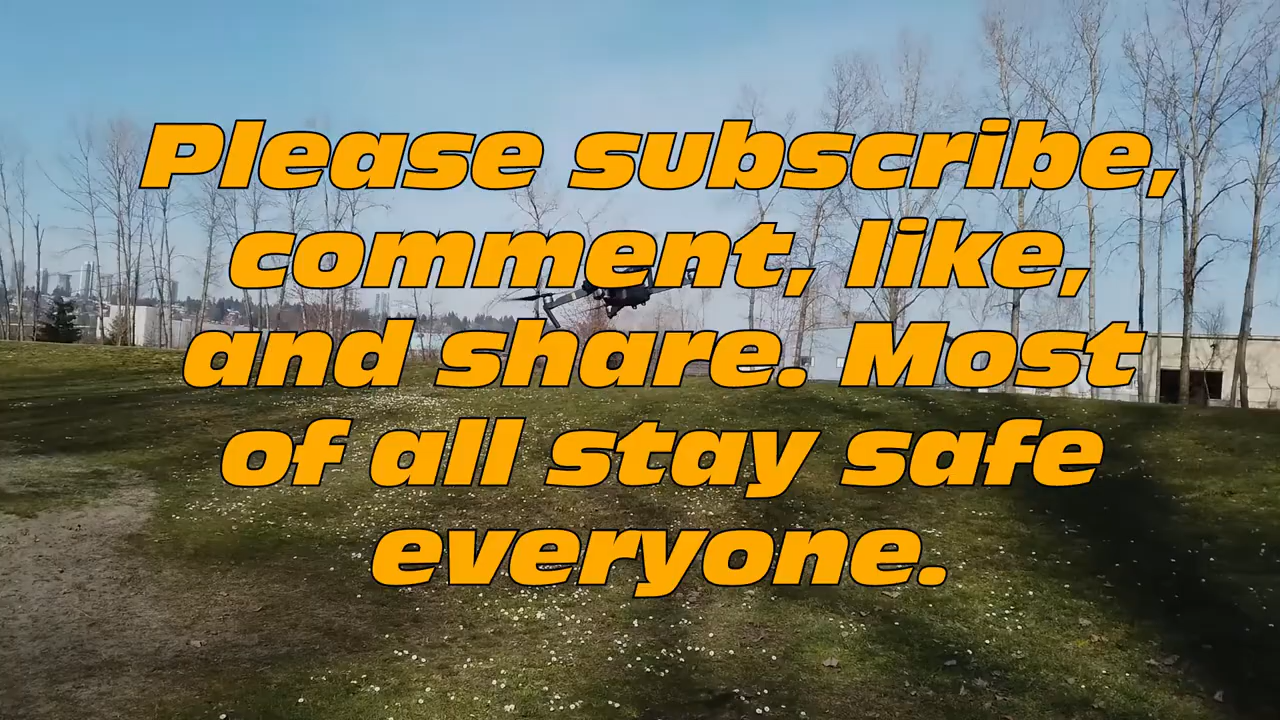 Please subscribe,
comment, like,
and share. Most
of all stay safe
everyone.